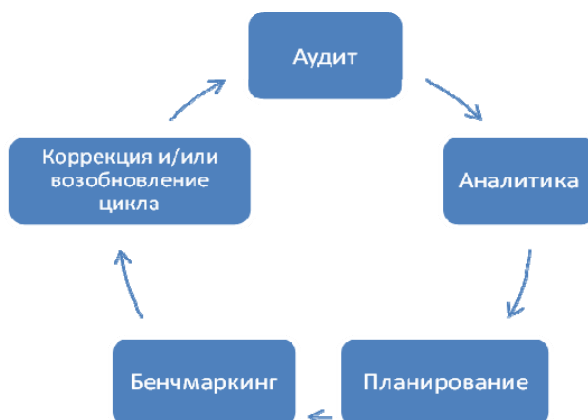 Аудит
Аналитика
Планирование
Бенчмаркинг
Коррекция и/или
возобновление
цикла